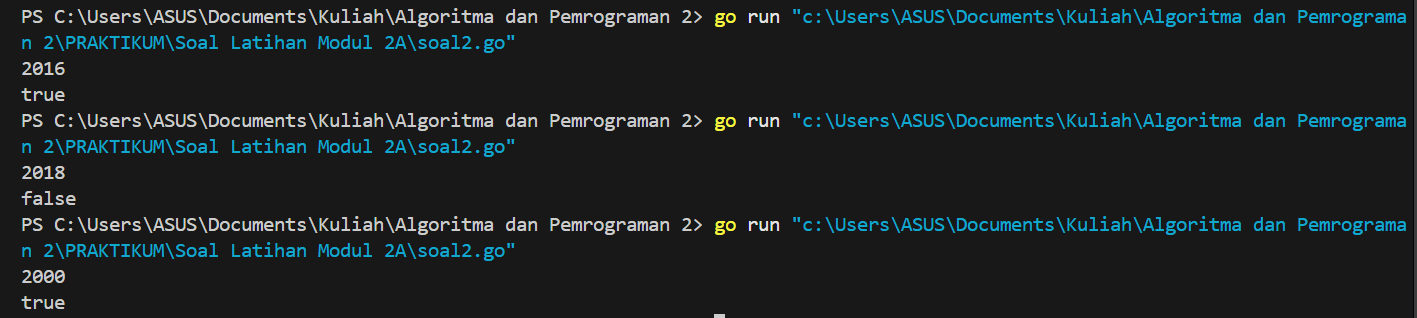 PS C:\Users\ASUS\Documents\Kuliah\Algoritma dan Pemrograman 2> go run "c:\Users\ASUS\Documents\Kuliah\Algoritma dan Pemrograma
n 2\PRAKTIKUM\Soal Latihan Modul 2A\soal2.go"
2016
true
PS C:\Users\ASUS\Documents\Kuliah\Algoritma dan Pemrograman 2> go run "c:\Users\ASUS\Documents\Kuliah\Algoritma dan Pemrograma
n 2\PRAKTIKUM\Soal Latihan Modul 2A\soal2.go"
2018
false
PS C:\Users\ASUS\Documents\Kuliah\Algoritma dan Pemrograman 2> go run "c:\Users\ASUS\Documents\Kuliah\Algoritma dan Pemrograma
n 2\PRAKTIKUM\Soal Latihan Modul 2A\soal2.go"
2000
true